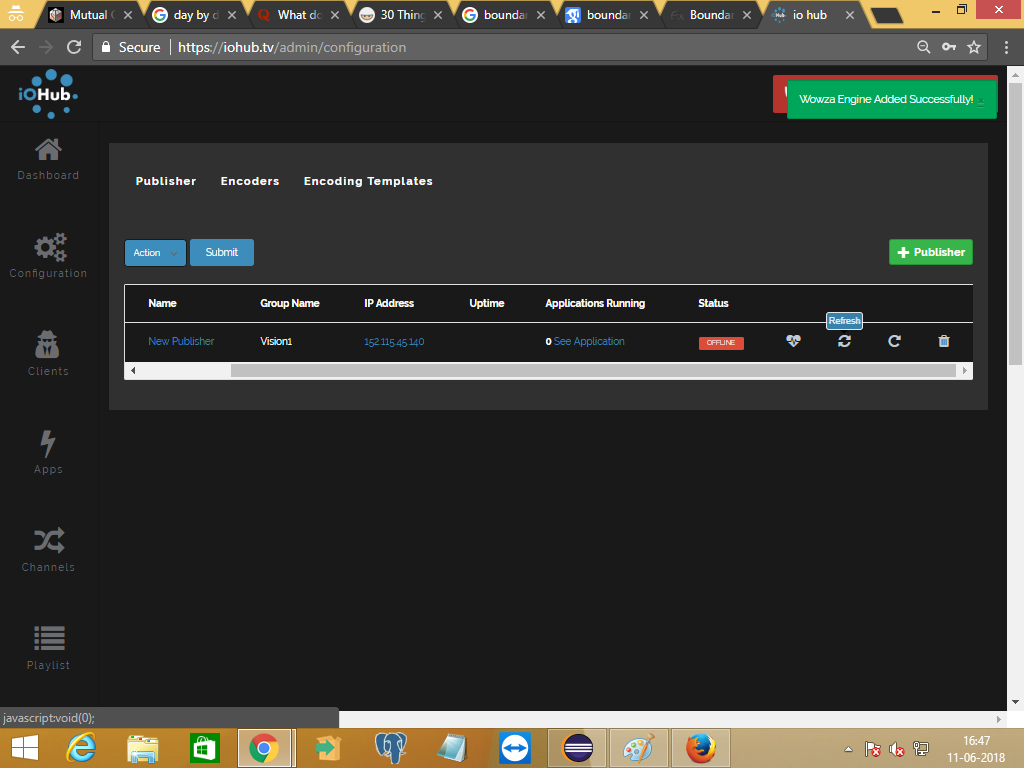 Mutual
day by d
What do
30 Thing
boundar
boundar
Boundar
io hub
Secure
https://iohub.tv/admin/configuration
iOHub.
Wowza Engine Added Successfully!
Dashboard
Configuration
Clients
Apps
Channels
Playlist
Publisher Encoders Encoding Templates
Action Submit
Publisher
Name Group Name IP Address Uptime Applications Running Status
Refresh
New Publisher Vision1 152.115.45.140 0 See Application OFFLINE
javascript:void(0);
16:47
11-06-2018